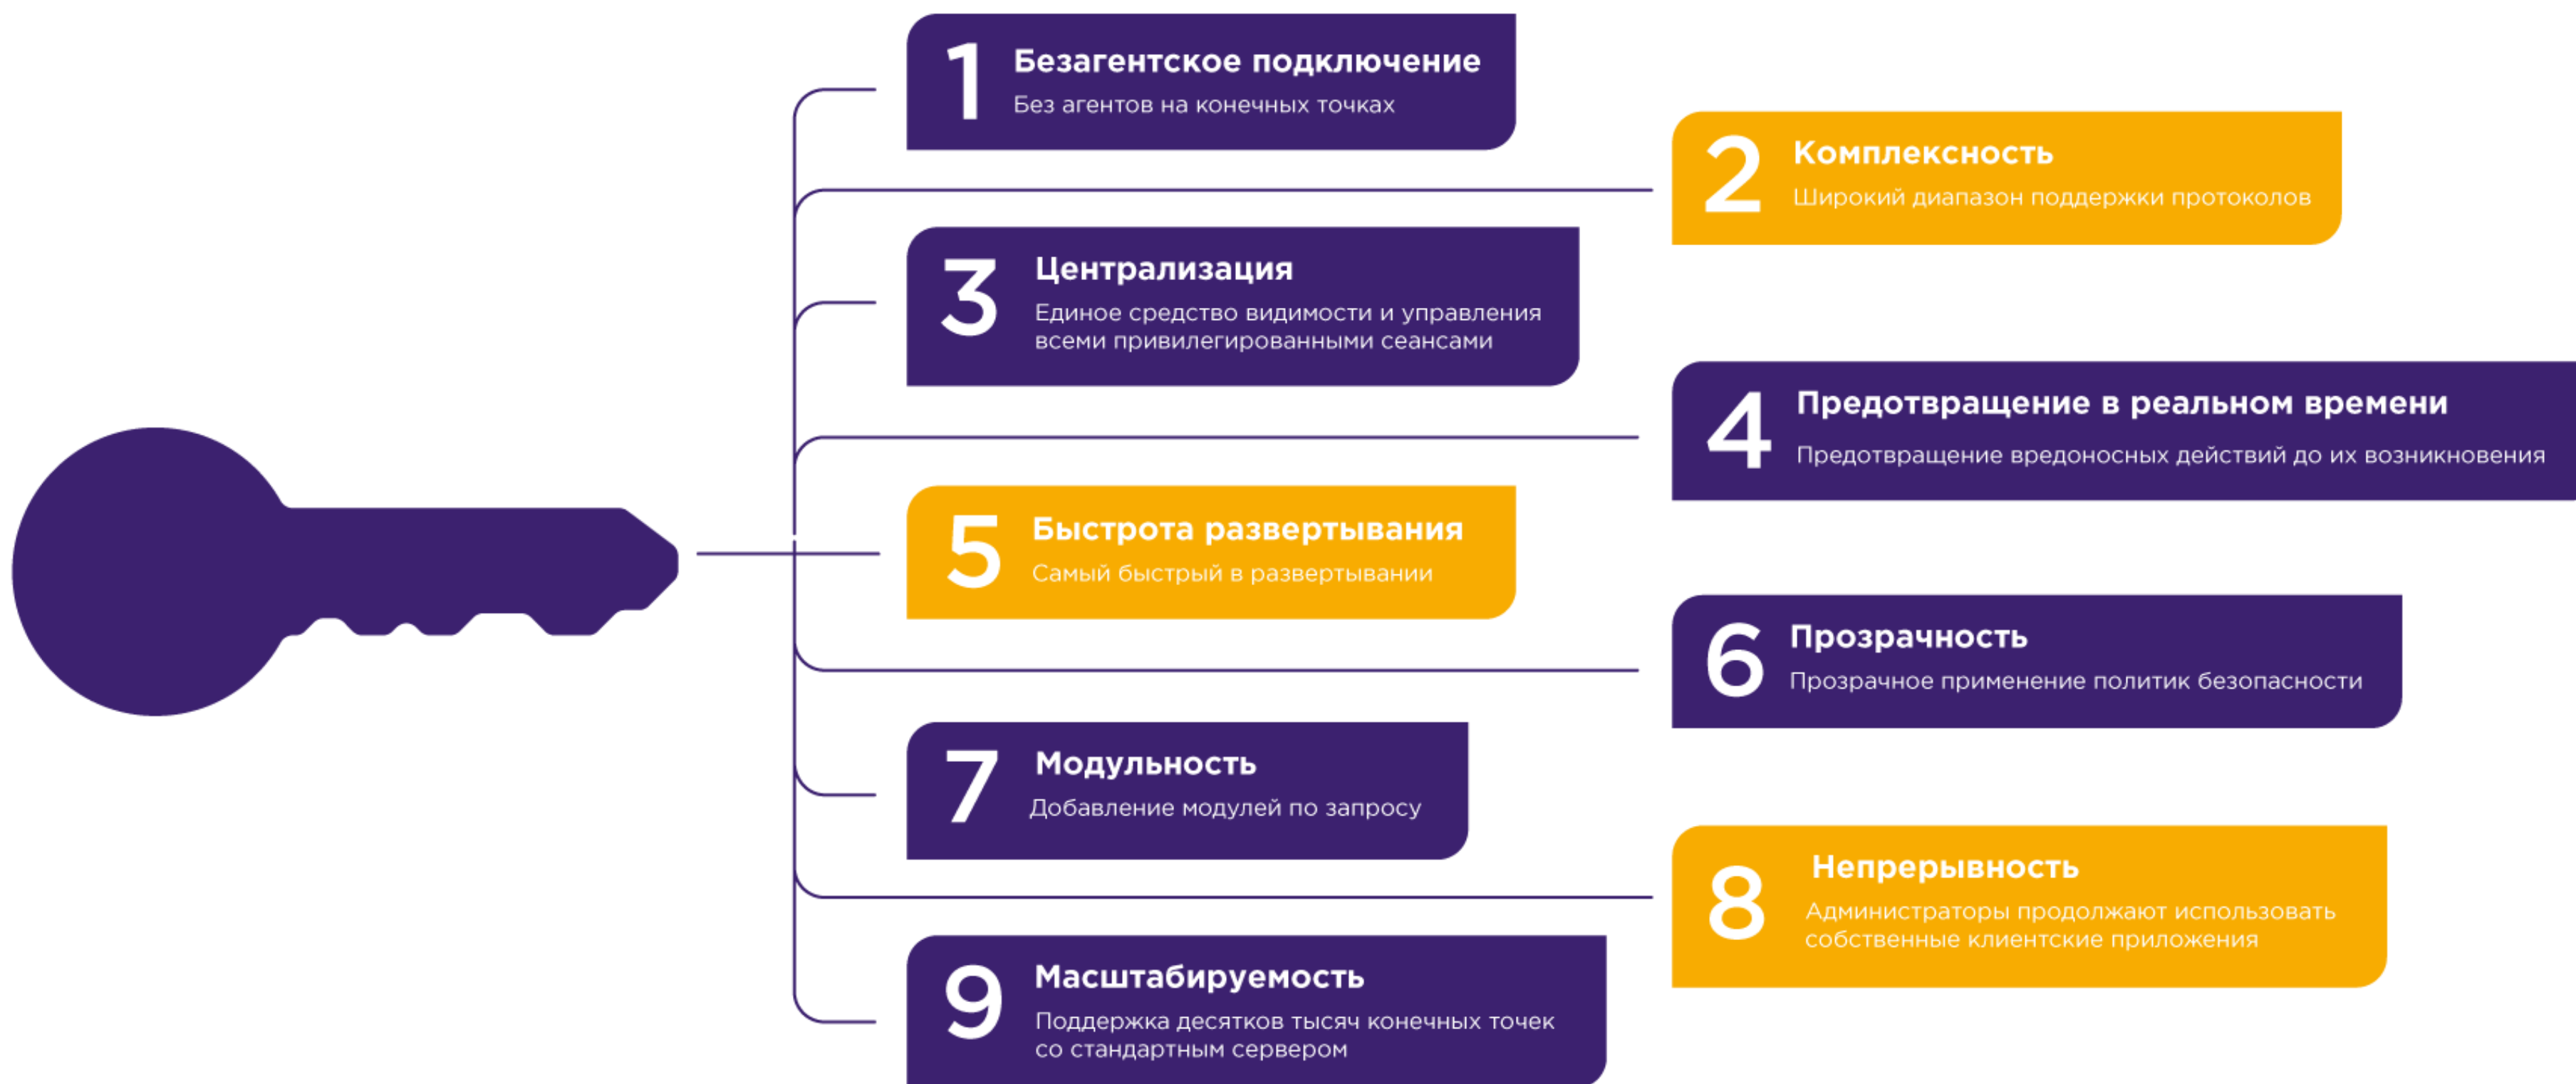 1
Безагентское подключение
Без агентов на конечных точках
2
Комплексность
Широкий диапазон поддержки протоколов
3
Централизация
Единое средство видимости и управления
всеми привилегированными сеансами
4
Предотвращение в реальном времени
Предотвращение вредоносных действий до их возникновения
5
Быстрота развертывания
Самый быстрый в развертывании
6
Прозрачность
Прозрачное применение политик безопасности
7
Модульность
Добавление модулей по запросу
8
Непрерывность
Администраторы продолжают использовать
собственные клиентские приложения
9
Масштабируемость
Поддержка десятков тысяч конечных точек
со стандартным сервером